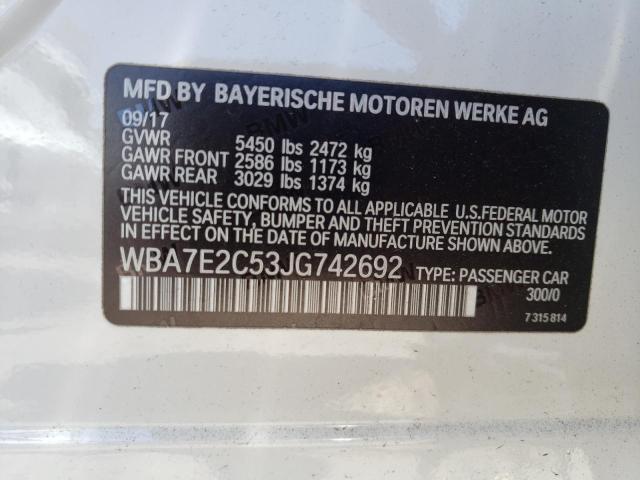 MFD BY BAYERISCHE MOTOREN WERKE AG
09/17
GVWR 5450 lbs 2472 kg
GAWR FRONT 2586 lbs 1173 kg
GAWR REAR 3029 lbs 1374 kg
THIS VEHICLE CONFORMS TO ALL APPLICABLE U.S.FEDERAL MOTOR
VEHICLE SAFETY, BUMPER AND THEFT PREVENTION STANDARDS
IN EFFECT ON THE DATE OF MANUFACTURE SHOWN ABOVE.
WBA7E2C53JG742692 TYPE: PASSENGER CAR
300/0
7 315 814